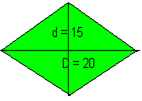 d = 15
D = 20